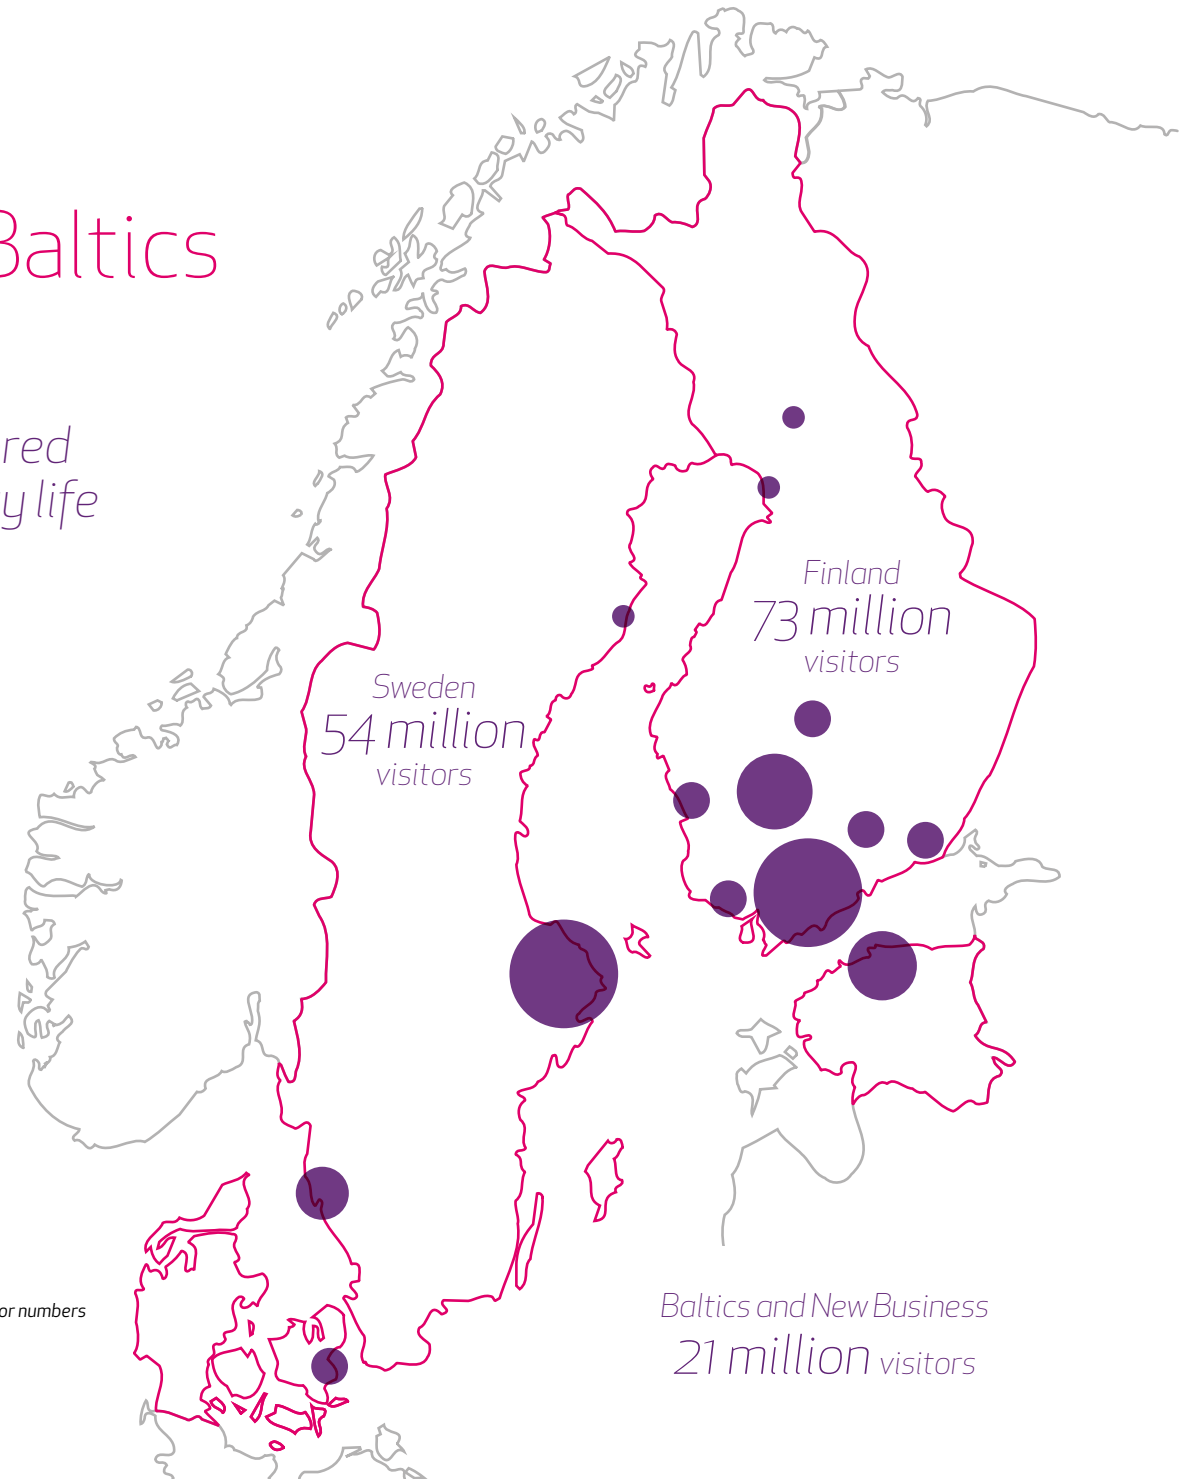 Baltics
red
y life
Finland
73 million
visitors
Sweden
54 million
visitors
or numbers
Baltics and New Business
21 million visitors